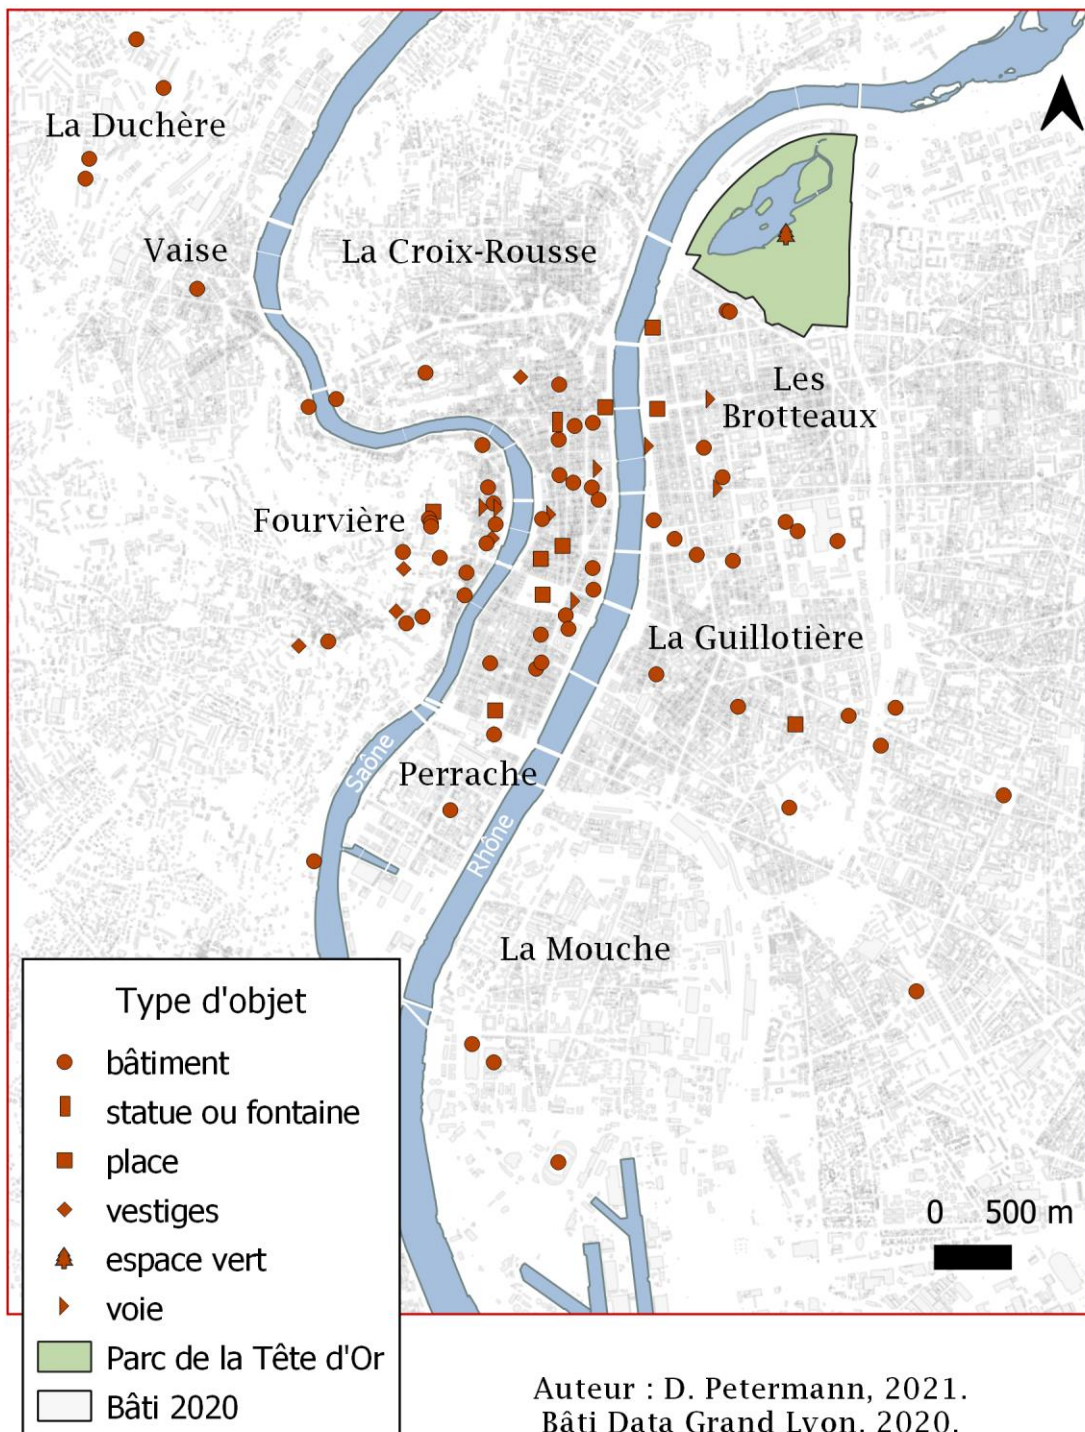 La Duchère
Vaise
La Croix-Rousse
Les
Brotteaux
Fourvière
La Guillotière
Saône
Perrache
Rhône
La Mouche
Type d'objet
bâtiment
statue ou fontaine
place
vestiges
espace vert
voie
Parc de la Tête d'Or
Bâti 2020
0 500 m
Auteur : D. Petermann, 2021.
Bâti Data Grand Lyon, 2020.